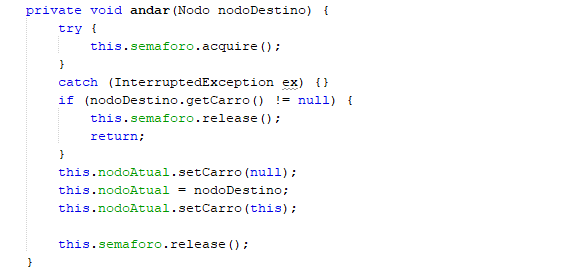 private void andar(Nodo nodoDestino) {
    try {
        this.semaforo.acquire();
    }
    catch (InterruptedException ex) {}
    if (nodoDestino.getCarro() != null) {
        this.semaforo.release();
        return;
    }
    this.nodoAtual.setCarro(null);
    this.nodoAtual = nodoDestino;
    this.nodoAtual.setCarro(this);

    this.semaforo.release();
}